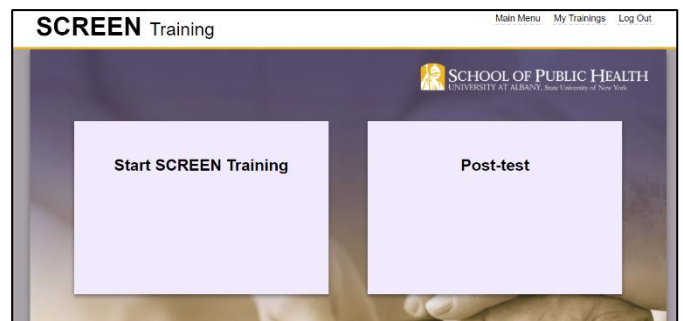 SCREEN Training
Main Menu My Trainings Log Out
SCHOOL OF PUBLIC HEALTH
UNIVERSITY AT ALBANY, State University of New York
Start SCREEN Training
Post-test